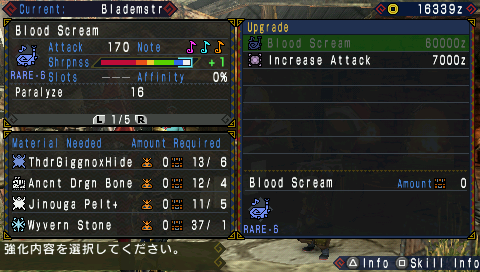 Current: Blademstr
16339z
Blood Scream
Attack 170 Note
Shrpnss +1
RARE-6 Slots --- Affinity 0%
Paralyze 16
L 1/5 R
Material Needed Amount Required
ThdrGiggnoxHide 0 13/ 6
Ancnt Drgn Bone 0 12/ 4
Jinouga Pelt+ 0 11/ 5
Wyvern Stone 0 37/ 1
強化内容を選択してください。
Upgrade
Blood Scream 60000z
Increase Attack 7000z
Blood Scream Amount 0
RARE-6
Info Skill Info